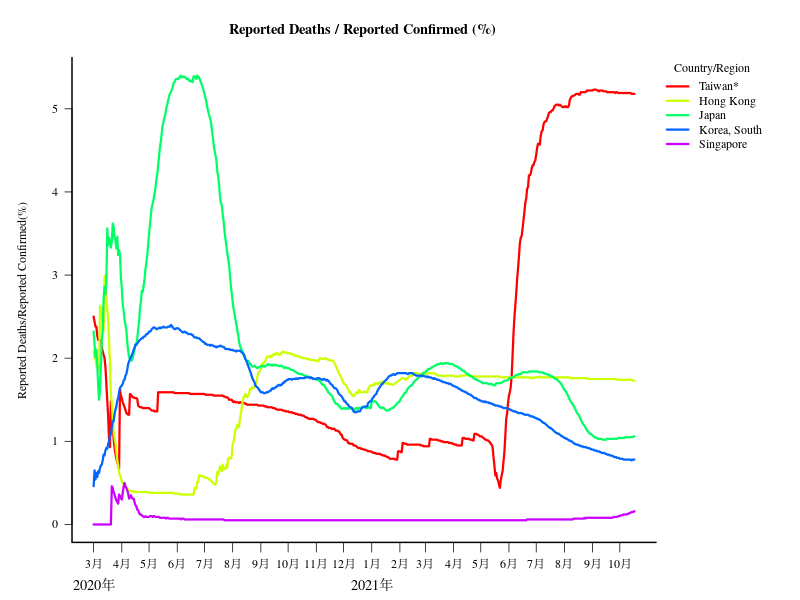 Reported Deaths / Reported Confirmed (%)
Country/Region
Taiwan*
Hong Kong
Japan
Korea, South
Singapore
Reported Deaths/Reported Confirmed(%)
5
4
3
2
1
0
3月 4月 5月 6月 7月 8月 9月 10月 11月 12月 1月 2月 3月 4月 5月 6月 7月 8月 9月 10月
2020年 2021年